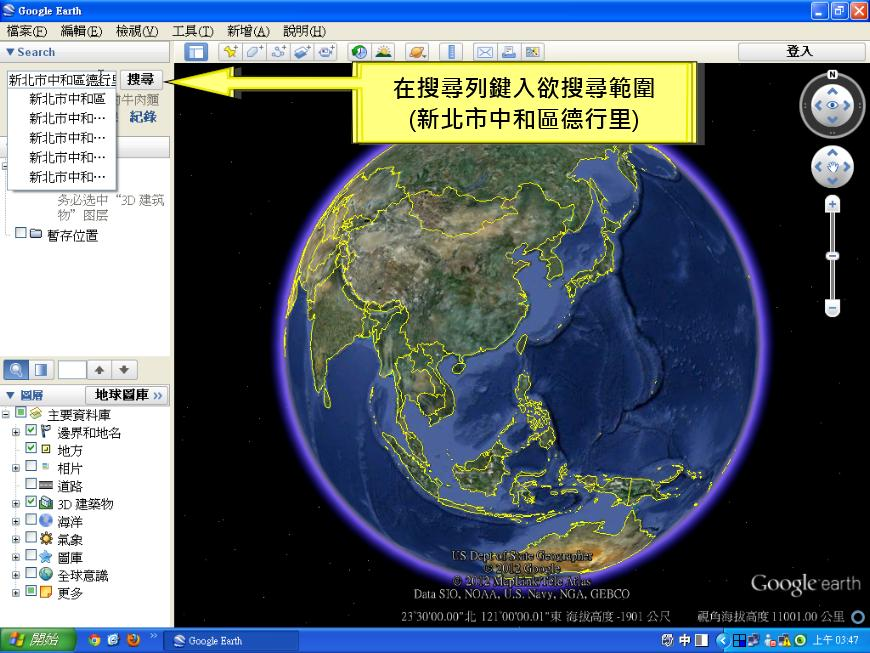 Google Earth
檔案(F) 編輯(E) 檢視(V) 工具(T) 新增(A) 說明(H)
Search
登入
新北市中和區德行里
搜尋
新北市中和區
牛肉麵
新北市中和…
紀錄
新北市中和…
新北市中和…
新北市中和…
在搜尋列鍵入欲搜尋範圍
(新北市中和區德行里)
N
务必选中“3D 建筑
物”图层
暫存位置
圖層
地球圖庫 »
主要資料庫
邊界和地名
地方
相片
道路
3D 建築物
海洋
氣象
圖庫
全球意識
更多
US Dept of State Geographer
© 2012 Google
© 2012 MapLink/Tele Atlas
Data SIO, NOAA, U.S. Navy, NGA, GEBCO
Google earth
23°30'00.00"北 121°00'00.01"東 海拔高度 -1901 公尺
視角海拔高度 11001.00 公里
開始
Google Earth
中
上午 03:47